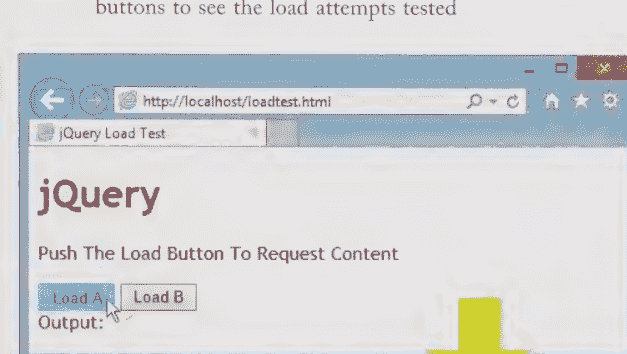 buttons to see the load attempts tested
http://localhost/loadtest.html
jQuery Load Test
jQuery
Push The Load Button To Request Content
Load A Load B
Output: